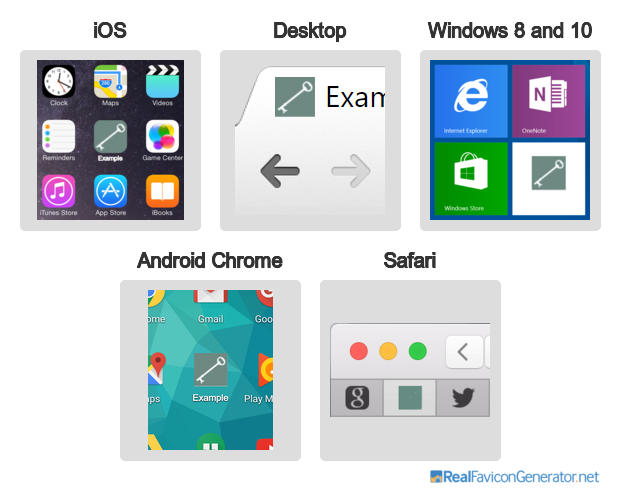 iOS
Desktop
Windows 8 and 10
Clock
Maps
Videos
Reminders
Example
Game Center
iTunes Store
App Store
iBooks
280
Exam
Internet Explorer
OneNote
N
Windows Store
Android Chrome
Safari
ome
Gmail
Goo
aps
Example
Play M
g
RealFaviconGenerator.net